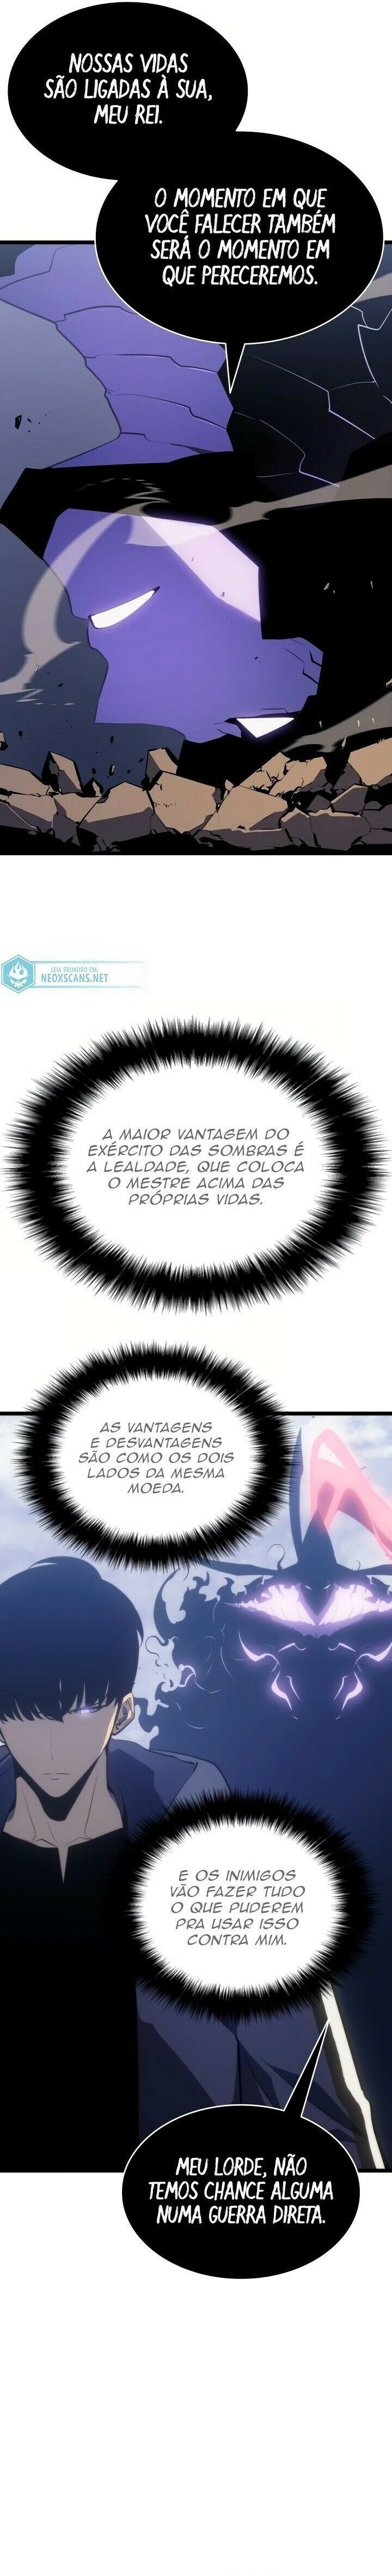 NOSSAS VIDAS
SÃO LIGADAS À SUA,
MEU REI.
O MOMENTO EM QUE
VOCÊ FALECER TAMBÉM
SERÁ O MOMENTO EM
QUE PERECEREMOS.
LEIA PRIMEIRO EM:
NEOXSCANS.NET
A MAIOR VANTAGEM DO
EXÉRCITO DAS SOMBRAS É
A LEALDADE, QUE COLOCA
O MESTRE ACIMA DAS
PRÓPRIAS VIDAS.
AS VANTAGENS
E DESVANTAGENS
SÃO COMO OS DOIS
LADOS DA MESMA
MOEDA.
E OS INIMIGOS
VÃO FAZER TUDO
O QUE PUDEREM
PRA USAR ISSO
CONTRA MIM.
MEU LORDE, NÃO
TEMOS CHANCE ALGUMA
NUMA GUERRA DIRETA.